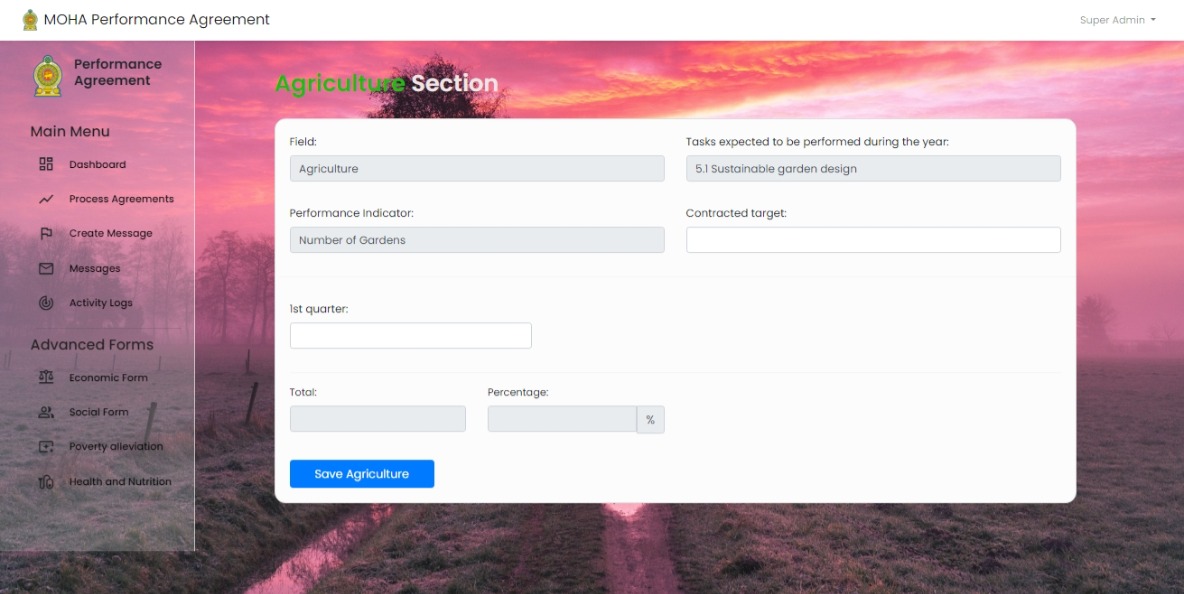 MOHA Performance Agreement
Super Admin
Performance
Agreement
Main Menu
Dashboard
Process Agreements
Create Message
Messages
Activity Logs
Advanced Forms
Economic Form
Social Form
Poverty alleviation
Health and Nutrition
Agriculture Section
Field:
Agriculture
Tasks expected to be performed during the year:
5.1 Sustainable garden design
Performance Indicator:
Number of Gardens
Contracted target:
1st quarter:
Total:
Percentage:
%
Save Agriculture